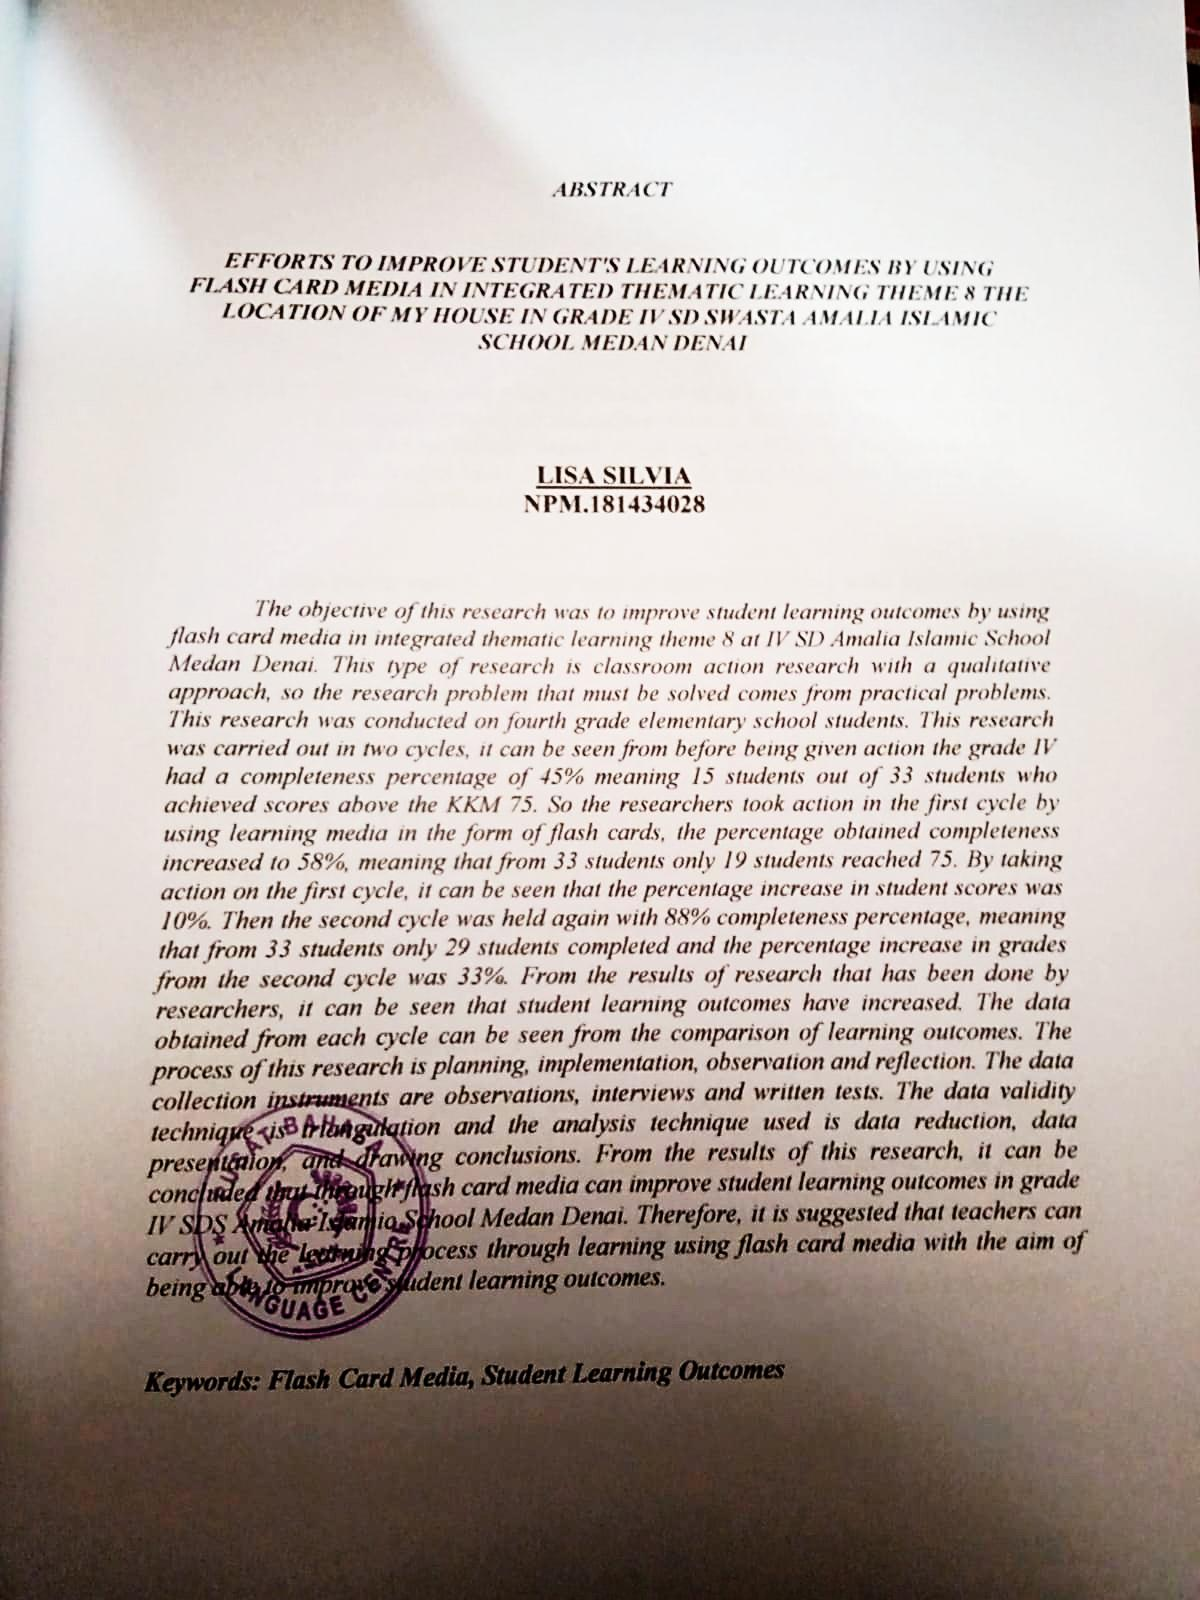 ABSTRACT
EFFORTS TO IMPROVE STUDENT'S LEARNING OUTCOMES BY USING
FLASH CARD MEDIA IN INTEGRATED THEMATIC LEARNING THEME 8 THE
LOCATION OF MY HOUSE IN GRADE IV SD SWASTA AMALIA ISLAMIC
SCHOOL MEDAN DENAI
LISA SILVIA
NPM.181434028
The objective of this research was to improve student learning outcomes by using
flash card media in integrated thematic learning theme 8 at IV SD Amalia Islamic School
Medan Denai. This type of research is classroom action research with a qualitative
approach, so the research problem that must be solved comes from practical problems.
This research was conducted on fourth grade elementary school students. This research
was carried out in two cycles, it can be seen from before being given action the grade IV
had a completeness percentage of 45% meaning 15 students out of 33 students who
achieved scores above the KKM 75. So the researchers took action in the first cycle by
using learning media in the form of flash cards, the percentage obtained completeness
increased to 58%, meaning that from 33 students only 19 students reached 75. By taking
action on the first cycle, it can be seen that the percentage increase in student scores was
10%. Then the second cycle was held again with 88% completeness percentage, meaning
that from 33 students only 29 students completed and the percentage increase in grades
from the second cycle was 33%. From the results of research that has been done by
researchers, it can be seen that student learning outcomes have increased. The data
obtained from each cycle can be seen from the comparison of learning outcomes. The
process of this research is planning, implementation, observation and reflection. The data
collection instruments are observations, interviews and written tests. The data validity
technique is triangulation and the analysis technique used is data reduction, data
presentation, and drawing conclusions. From the results of this research, it can be
concluded that through flash card media can improve student learning outcomes in grade
IV SDS Amalia Islamic School Medan Denai. Therefore, it is suggested that teachers can
carry out the learning process through learning using flash card media with the aim of
being able to improve student learning outcomes.
PUSAT BAHASA
LANGUAGE CENTRE
Keywords: Flash Card Media, Student Learning Outcomes